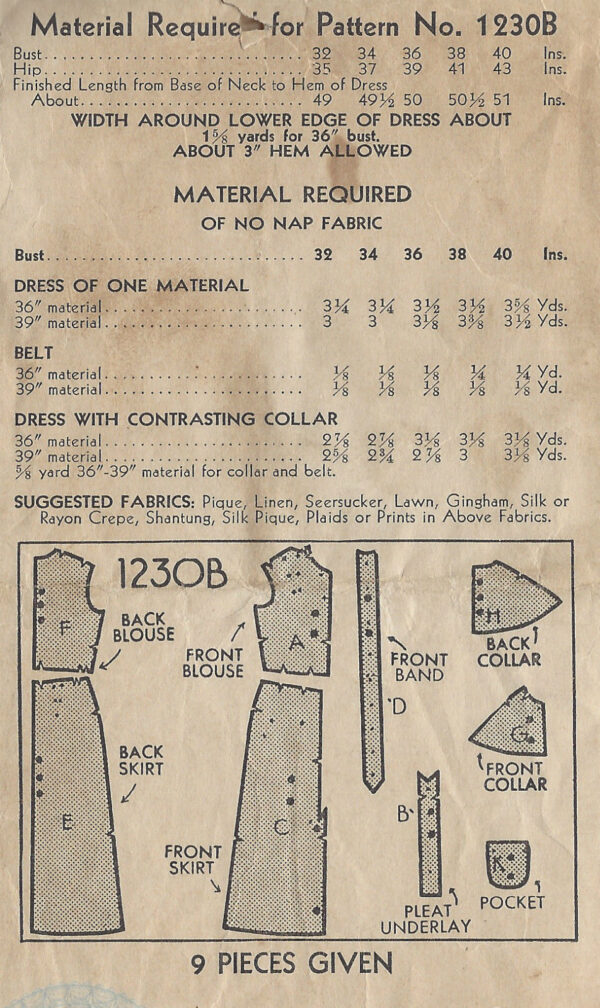 Material Required for Pattern No. 1230B
Bust 32 34 36 38 40 Ins.
Hip 35 37 39 41 43 Ins.
Finished Length from Base of Neck to Hem of Dress
About 49 49½ 50 50½ 51 Ins.
WIDTH AROUND LOWER EDGE OF DRESS ABOUT
1⅝ yards for 36" bust.
ABOUT 3" HEM ALLOWED
MATERIAL REQUIRED
OF NO NAP FABRIC
Bust 32 34 36 38 40 Ins.
DRESS OF ONE MATERIAL
36" material 3¼ 3¼ 3½ 3½ 3⅝ Yds.
39" material 3 3 3⅛ 3⅜ 3½ Yds.
BELT
36" material ⅛ ⅛ ⅛ ¼ ¼ Yd.
39" material ⅛ ⅛ ⅛ ⅛ ⅛ Yd.
DRESS WITH CONTRASTING COLLAR
36" material 2⅞ 2⅞ 3⅛ 3⅛ 3⅛ Yds.
39" material 2⅝ 2¾ 2⅞ 3 3⅛ Yds.
⅝ yard 36"-39" material for collar and belt.
SUGGESTED FABRICS: Pique, Linen, Seersucker, Lawn, Gingham, Silk or
Rayon Crepe, Shantung, Silk Pique, Plaids or Prints in Above Fabrics.
1230B
F
BACK
BLOUSE
A
FRONT
BLOUSE
D
FRONT
BAND
H
BACK
COLLAR
G
FRONT
COLLAR
E
BACK
SKIRT
C
FRONT
SKIRT
B
PLEAT
UNDERLAY
K
POCKET
9 PIECES GIVEN